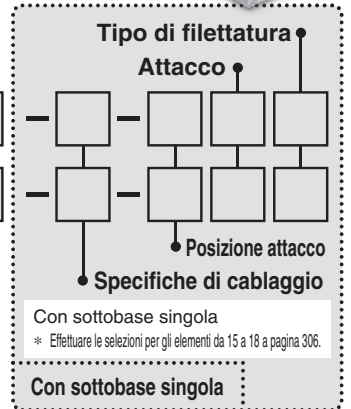 Tipo di filettatura
Attacco
Posizione attacco
Specifiche di cablaggio
Con sottobase singola
* Effettuare le selezioni per gli elementi da 15 a 18 a pagina 306.
Con sottobase singola